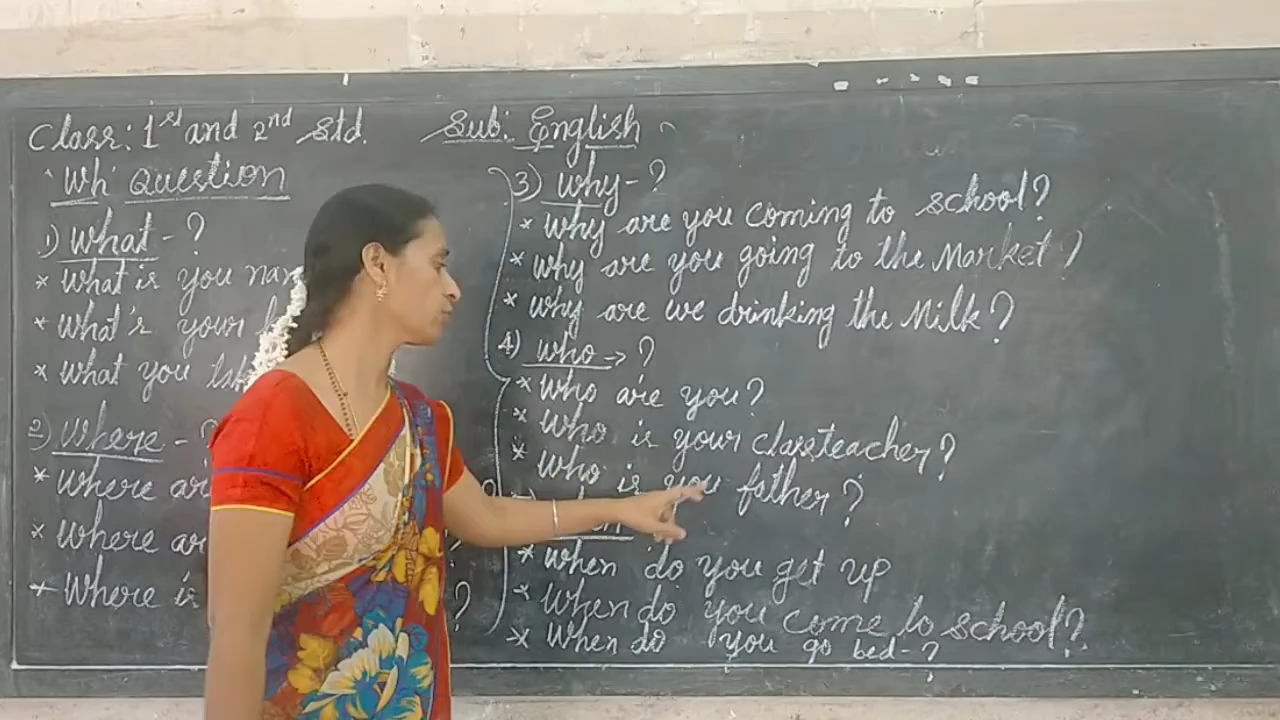 Class: 1st and 2nd Std.
Sub: English
'Wh' Question
1) What - ?
* What is you
* What's your
* What you
2) Where - ?
* Where
* Where
* Where is
?
3) Why - ?
* Why are you coming to school?
* Why are you going to the Market?
* Why are we drinking the Milk?
4) Who -> ?
* Who are you?
* Who is your classteacher?
* Who is you father?
* When do you get up
* When do you come to school?
* When do you go bed - ?